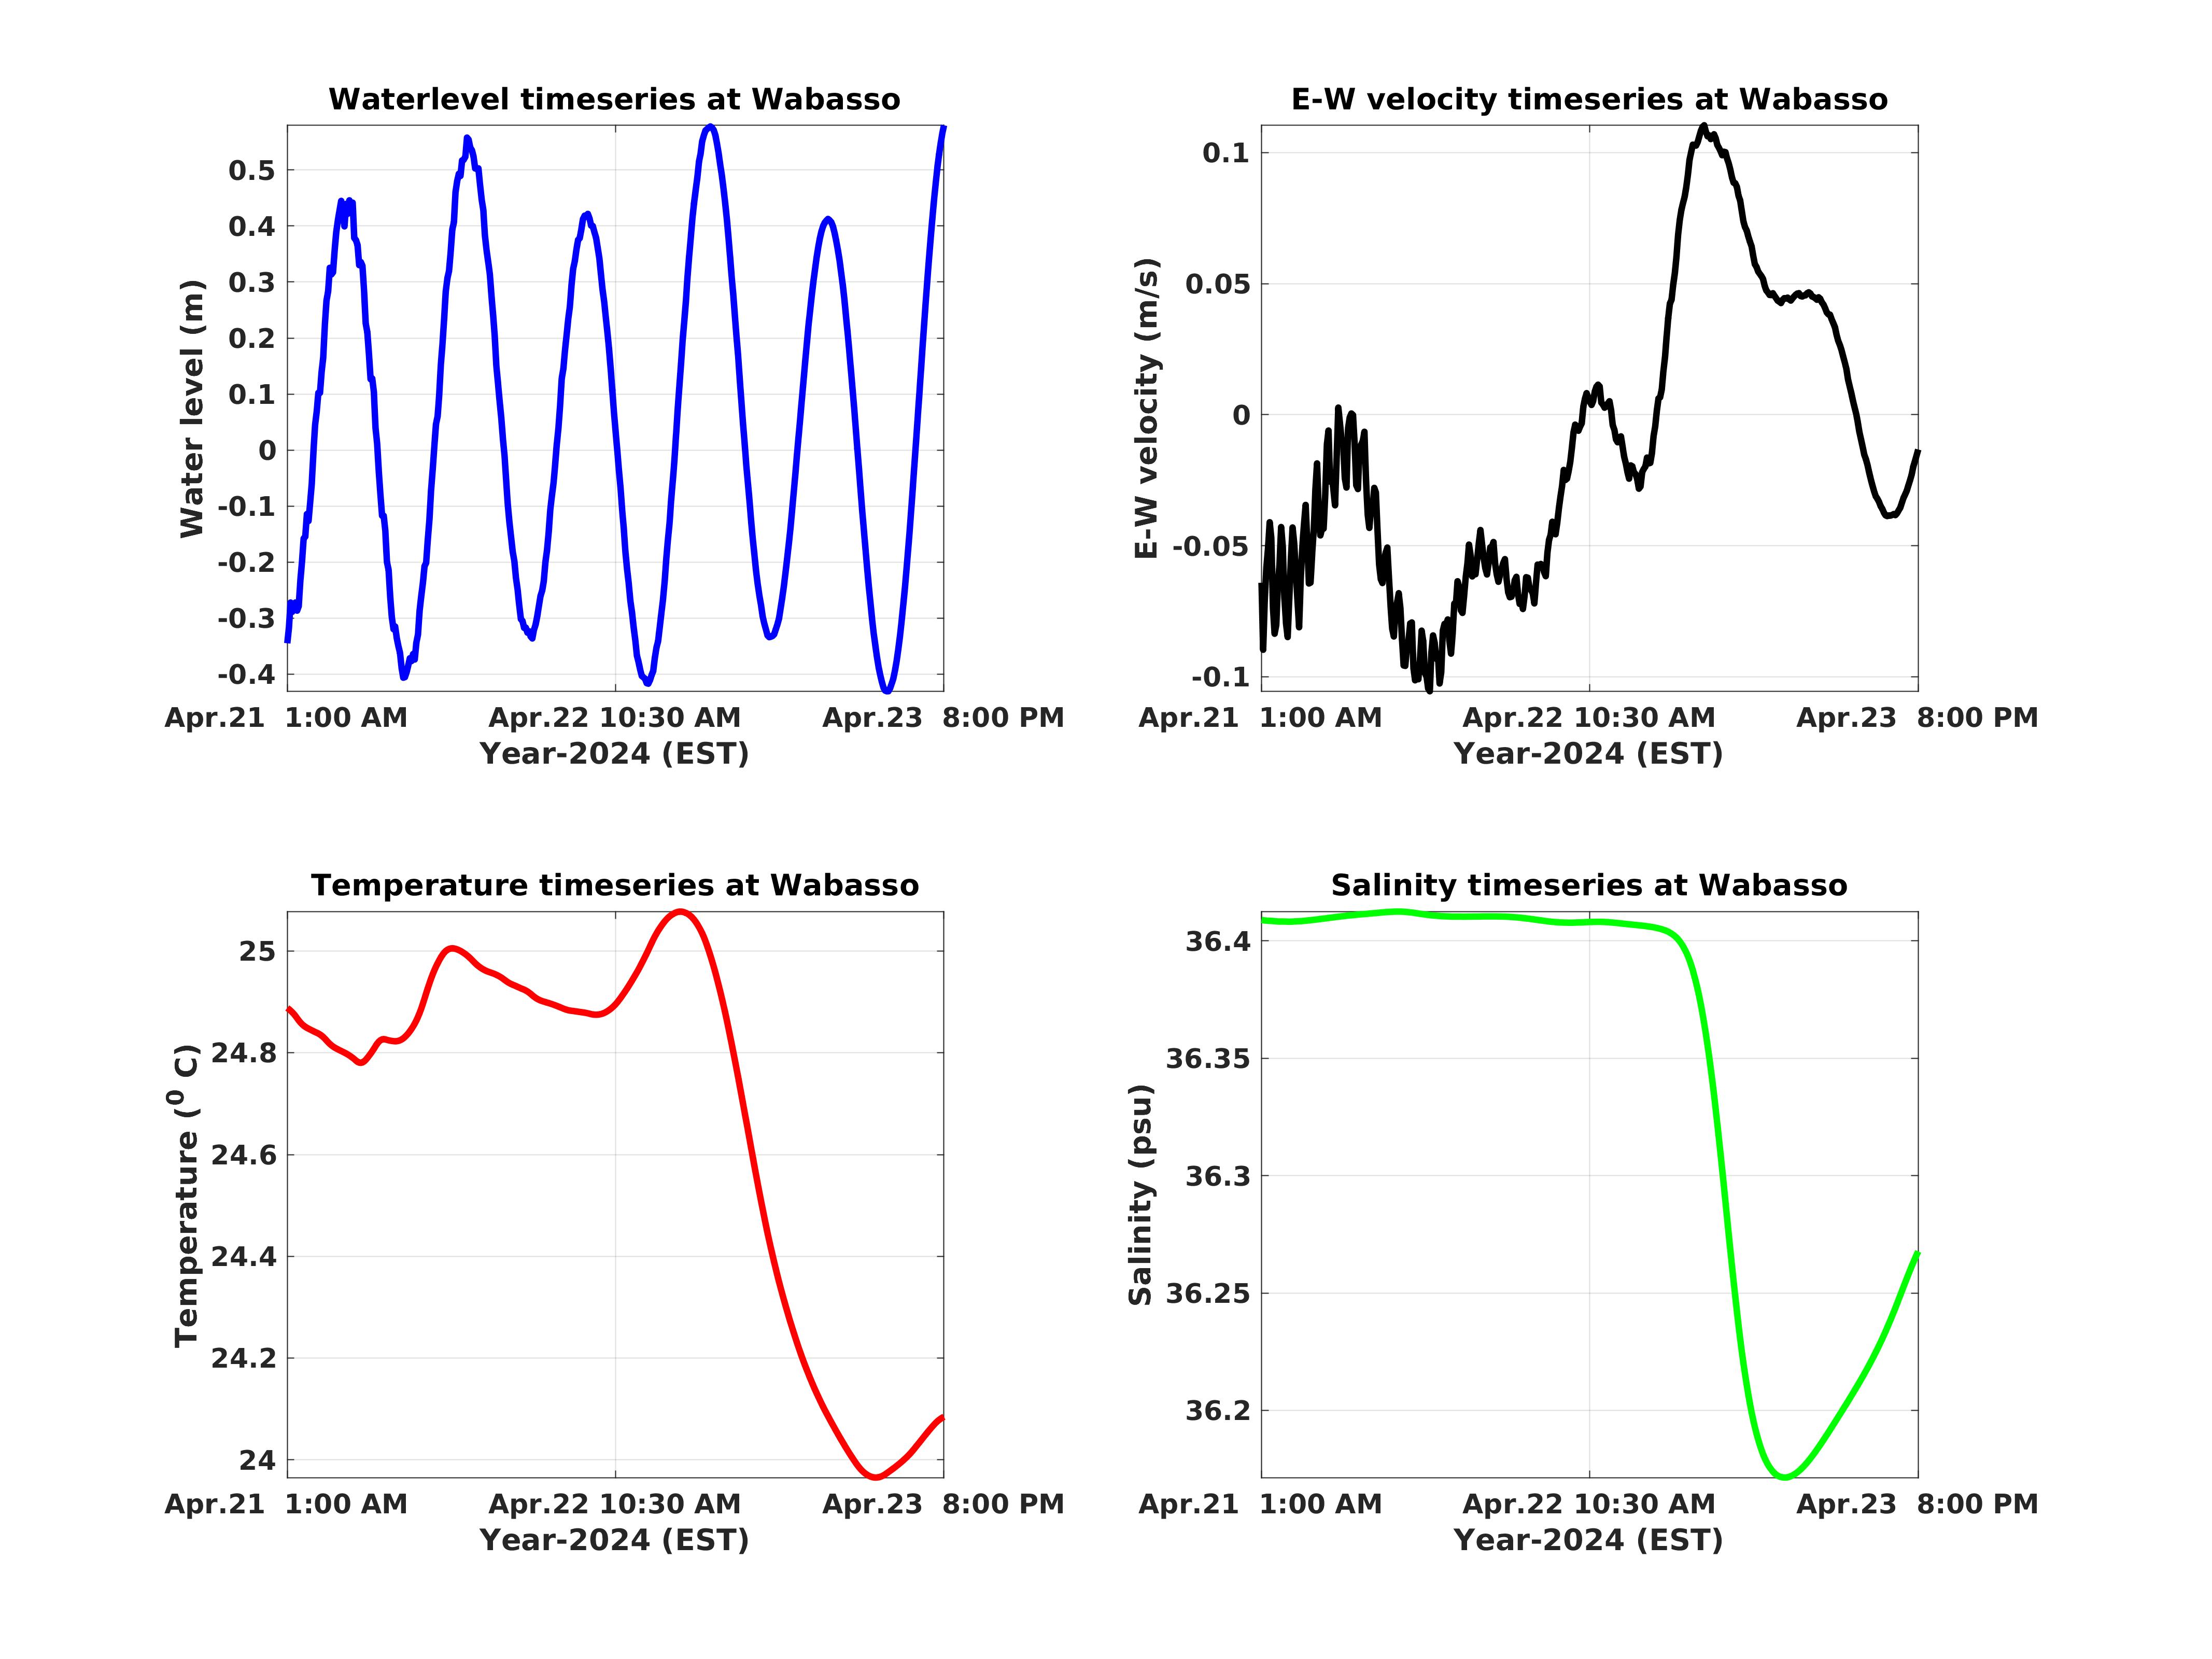 Waterlevel timeseries at Wabasso
0.5
0.4
0.3
0.2
0.1
0
-0.1
-0.2
-0.3
-0.4
Water level (m)
Apr.21 1:00 AM Apr.22 10:30 AM Apr.23 8:00 PM
Year-2024 (EST)
E-W velocity timeseries at Wabasso
0.1
0.05
0
-0.05
-0.1
E-W velocity (m/s)
Apr.21 1:00 AM Apr.22 10:30 AM Apr.23 8:00 PM
Year-2024 (EST)
Temperature timeseries at Wabasso
25
24.8
24.6
24.4
24.2
24
Temperature (⁰ C)
Apr.21 1:00 AM Apr.22 10:30 AM Apr.23 8:00 PM
Year-2024 (EST)
Salinity timeseries at Wabasso
36.4
36.35
36.3
36.25
36.2
Salinity (psu)
Apr.21 1:00 AM Apr.22 10:30 AM Apr.23 8:00 PM
Year-2024 (EST)